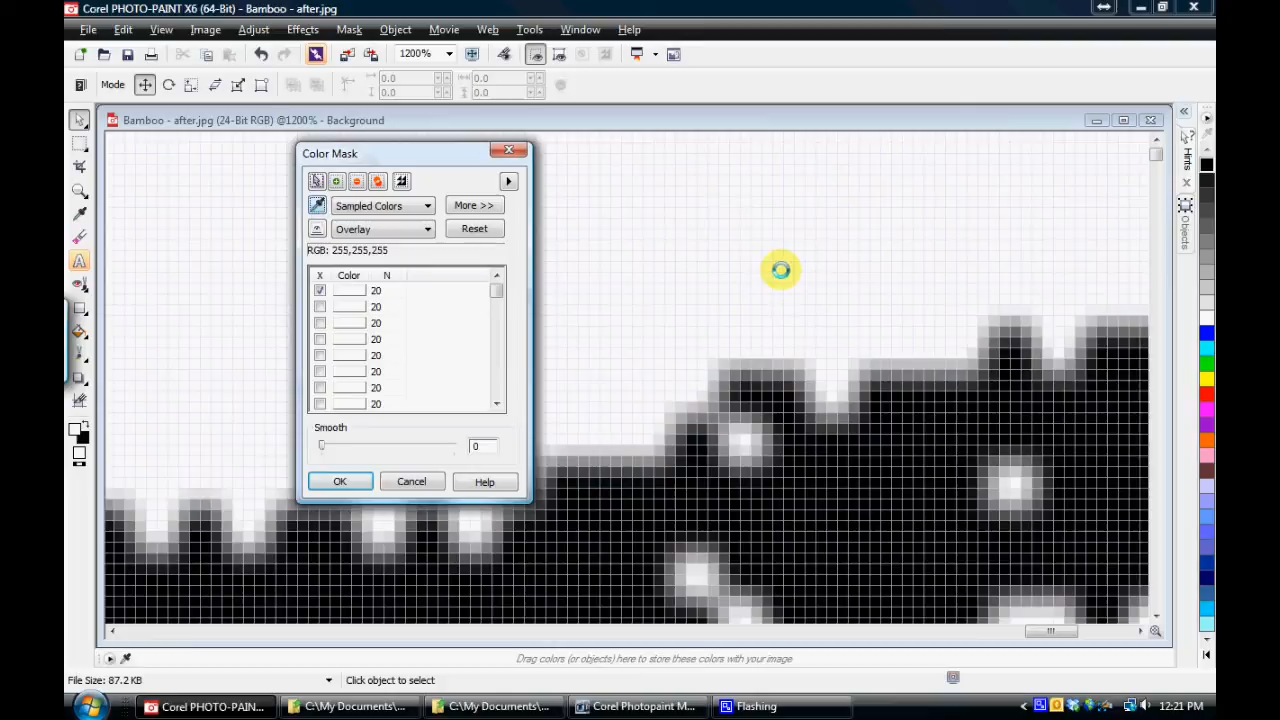 Corel PHOTO-PAINT X6 (64-Bit) - Bamboo - after.jpg
File Edit View Image Adjust Effects Mask Object Movie Web Tools Window Help
1200%
Mode 0.0 0.0
0.0 0.0
Bamboo - after.jpg (24-Bit RGB) @1200% - Background
Color Mask
Sampled Colors More >>
Overlay Reset
RGB: 255,255,255
X Color N
20
20
20
20
20
20
20
20
Smooth
0
OK Cancel Help
Hints
Objects
Drag colors (or objects) here to store these colors with your image
File Size: 87.2 KB Click object to select
Corel PHOTO-PAIN... C:\My Documents\... C:\My Documents\... Corel Photopaint M... Flashing 12:21 PM